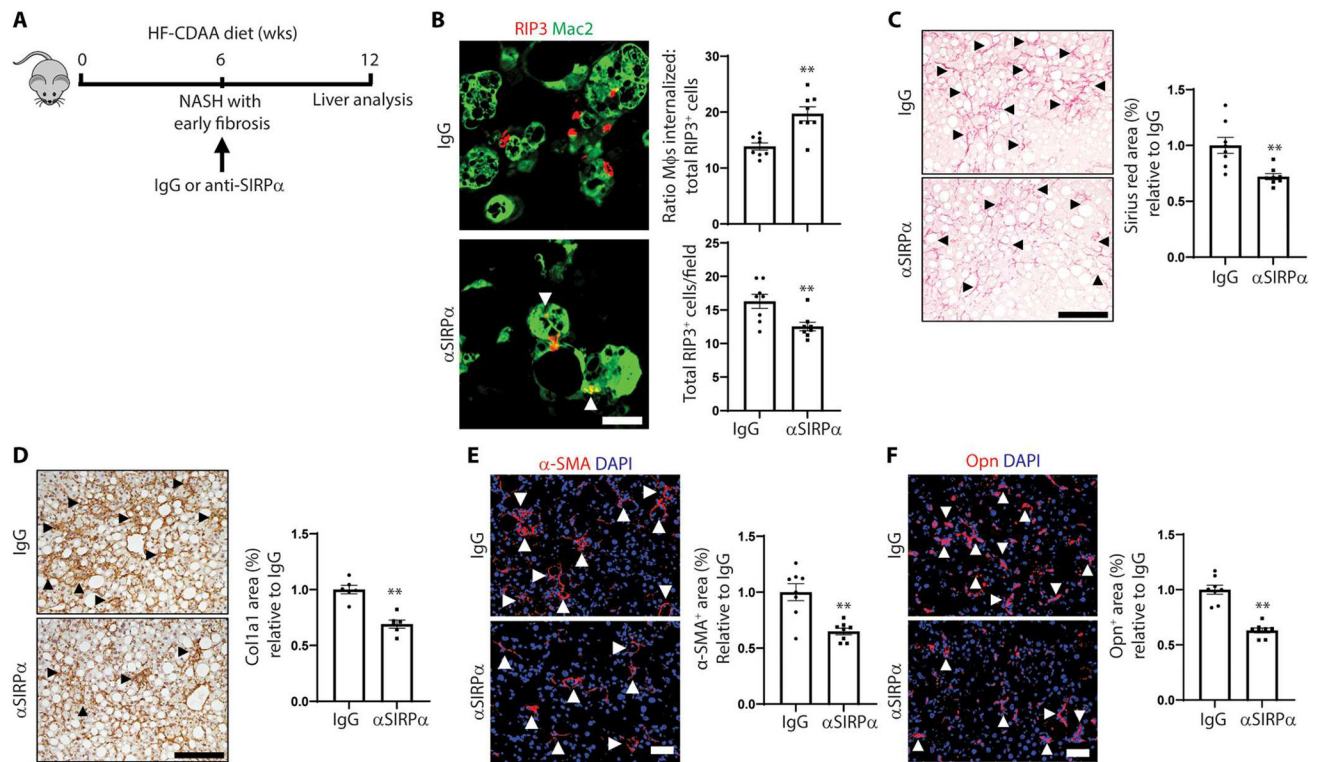 A
HF-CDAA diet (wks)
0
6
12
NASH with
early fibrosis
Liver analysis
IgG or anti-SIRPα
B
RIP3 Mac2
IgG
αSIRPα
Ratio Mϕs internalized:
total RIP3⁺ cells
30
20
10
0
**
Total RIP3⁺ cells/field
25
20
15
10
5
0
**
IgG
αSIRPα
C
IgG
αSIRPα
Sirius red area (%)
relative to IgG
1.5
1.0
0.5
0.0
**
IgG
αSIRPα
D
IgG
αSIRPα
Col1a1 area (%)
relative to IgG
1.5
1.0
0.5
0.0
**
IgG
αSIRPα
E
α-SMA DAPI
IgG
αSIRPα
α-SMA⁺ area (%)
Relative to IgG
1.5
1.0
0.5
0.0
**
IgG
αSIRPα
F
Opn DAPI
IgG
αSIRPα
Opn⁺ area (%)
relative to IgG
1.5
1.0
0.5
0.0
**
IgG
αSIRPα